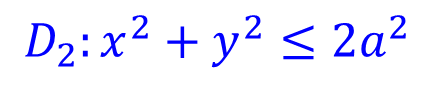 D₂: x² + y² ≤ 2a²